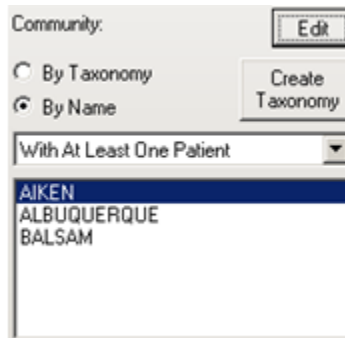 Community:
Edit
By Taxonomy
By Name
Create
Taxonomy
With At Least One Patient
AIKEN
ALBUQUERQUE
BALSAM